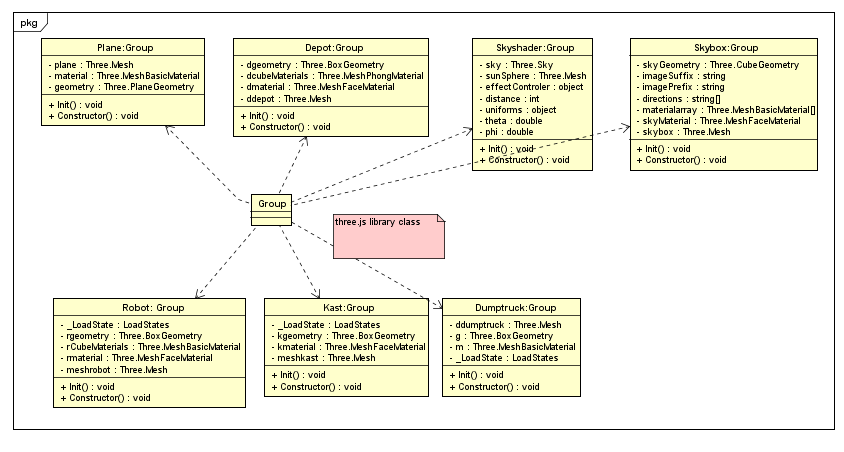 pkg
Plane:Group
- plane : Three.Mesh
- material : Three.MeshBasicMaterial
- geometry : Three.PlaneGeometry
+ Init() : void
+ Constructor() : void
Depot:Group
- dgeometry : Three.BoxGeometry
- dcubeMaterials : Three.MeshPhongMaterial
- dmaterial : Three.MeshFaceMaterial
- ddepot : Three.Mesh
+ Init() : void
+ Constructor() : void
Skyshader:Group
- sky : Three.Sky
- sunSphere : Three.Mesh
- effectControler : object
- distance : int
- uniforms : object
- theta : double
- phi : double
+ Init() : void
+ Constructor() : void
Skybox:Group
- skyGeometry : Three.CubeGeometry
- imageSuffix : string
- imagePrefix : string
- directions : string[]
- materialarray : Three.MeshBasicMaterial[]
- skyMaterial : Three.MeshFaceMaterial
- skybox : Three.Mesh
+ Init() : void
+ Constructor() : void
Group
three.js library class
Robot: Group
- _LoadState : LoadStates
- rgeometry : Three.BoxGeometry
- rCubeMaterials : Three.MeshBasicMaterial
- rmaterial : Three.MeshFaceMaterial
- meshrobot : Three.Mesh
+ Init() : void
+ Constructor() : void
Kast:Group
- _LoadState : LoadStates
- kgeometry : Three.BoxGeometry
- kmaterial : Three.MeshFaceMaterial
- meshkast : Three.Mesh
+ Init() : void
+ Constructor() : void
Dumptruck:Group
- ddumptruck : Three.Mesh
- g : Three.BoxGeometry
- m : Three.MeshBasicMaterial
- _LoadState : LoadStates
+ Init() : void
+ Constructor() : void